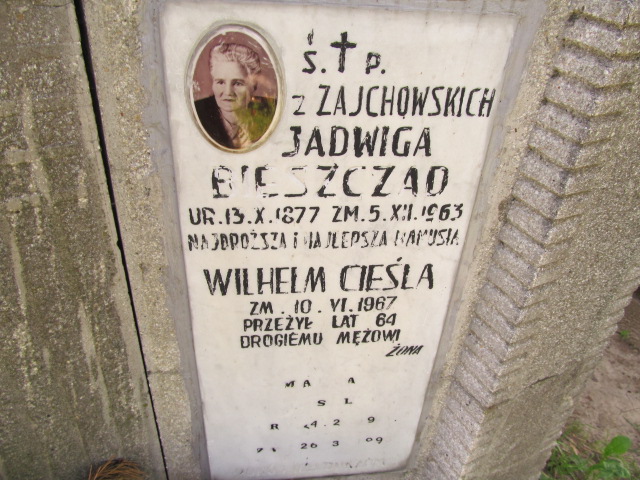 ś. † p.
z ZAJCHOWSKICH
JADWIGA
BIESZCZAD
UR. 13. X. 1877 ZM. 5. XII. 1963
NAJDROŻSZA I NAJLEPSZA MAMUSIA
WILHELM CIEŚLA
ZM. 10. VI. 1967
PRZEŻYŁ LAT 64
DROGIEMU MĘŻOWI
ŻONA